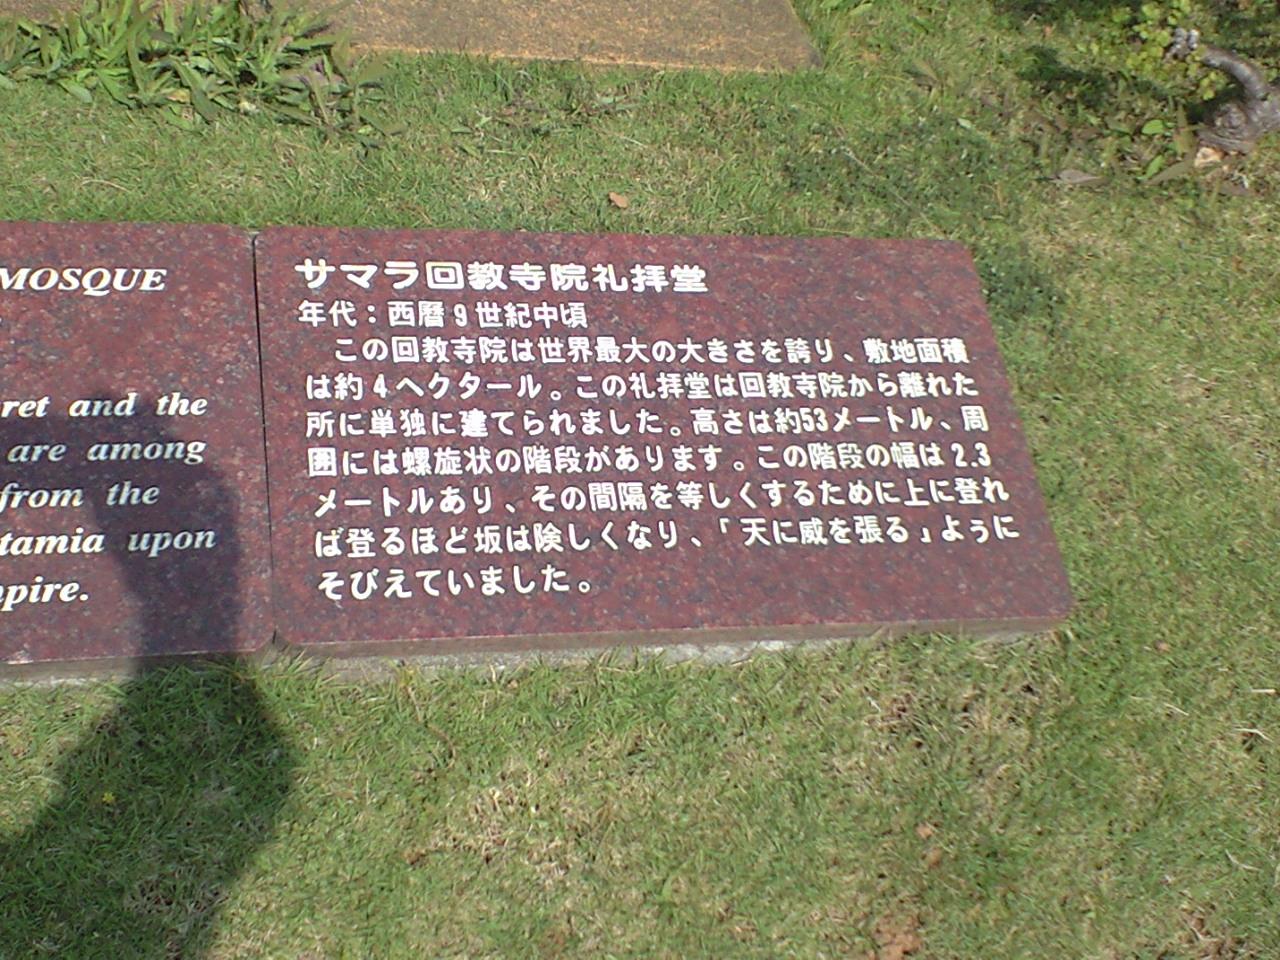 MOSQUE
ret and the
are among
from the
tamia upon
pire.
サマラ回教寺院礼拝堂
年代：西暦9世紀中頃
この回教寺院は世界最大の大きさを誇り、敷地面積
は約4ヘクタール。この礼拝堂は回教寺院から離れた
所に単独に建てられました。高さは約53メートル、周
囲には螺旋状の階段があります。この階段の幅は2.3
メートルあり、その間隔を等しくするために上に登れ
ば登るほど坂は険しくなり、「天に威を張る」ように
そびえていました。